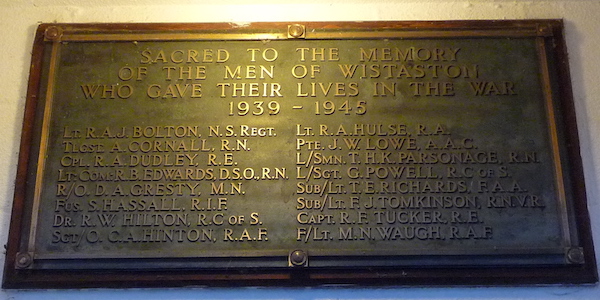 SACRED TO THE MEMORY
OF THE MEN OF WISTASTON
WHO GAVE THEIR LIVES IN THE WAR
1939 - 1945
LT. R.A.J. BOLTON, N.S. REGT.
TLGST. A. CORNALL, R.N.
CPL. R.A. DUDLEY, R.E.
LT-COMR R.B. EDWARDS, D.S.O., R.N.
R/O. D.A. GRESTY, M.N.
FUS. S. HASSALL, R.I.F.
DR. R.W. HILTON, R.C OF S.
SGT/O. C.A. HINTON, R.A.F.
LT. R.A. HULSE, R.A.
PTE. J.W. LOWE, A.A.C.
L/SMN. T.H.K. PARSONAGE, R.N.
L/SGT. G. POWELL, R.C OF S.
SUB/LT. T.E. RICHARDS, F.A.A.
SUB/LT. F.J. TOMKINSON, R.N.V.R.
CAPT. R.F. TUCKER, R.E.
F/LT. M.N. WAUGH, R.A.F.